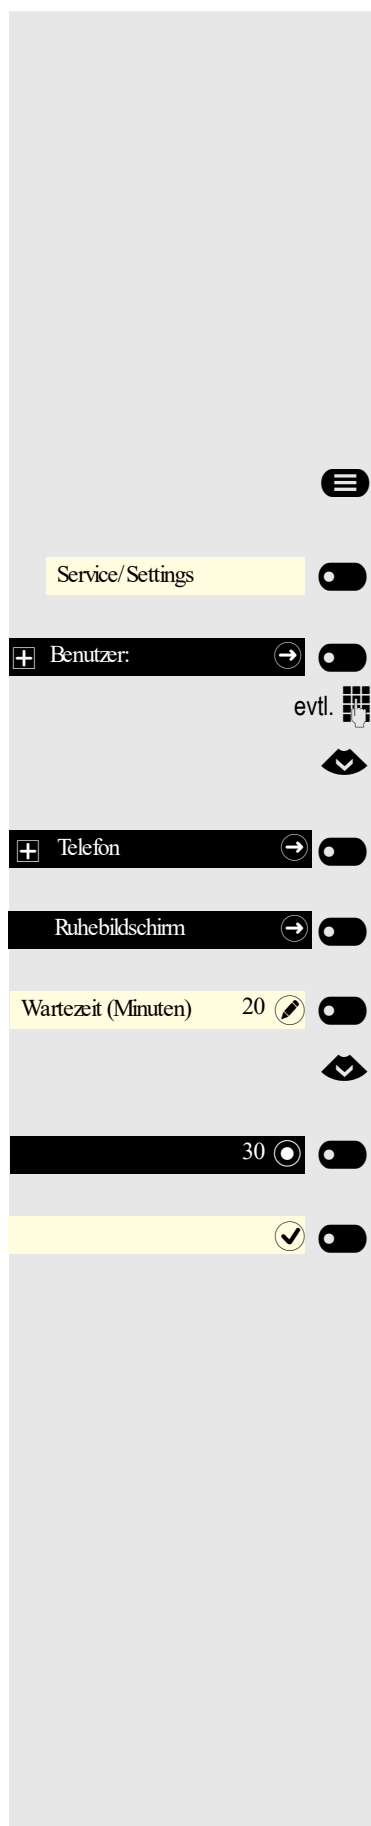 Service/Settings
Benutzer:
evtl.
Telefon
Ruhebildschirm
Wartezeit (Minuten) 20
30